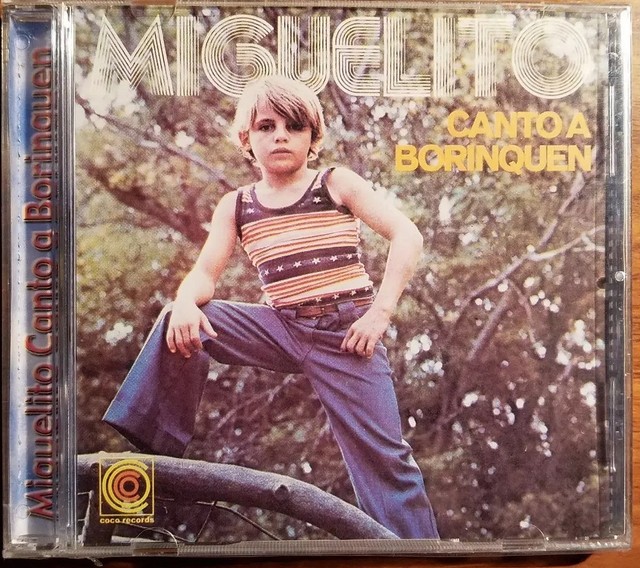 MIGUELITO
CANTO A
BORINQUEN
Miguelito Canto a Borinquen
coco records